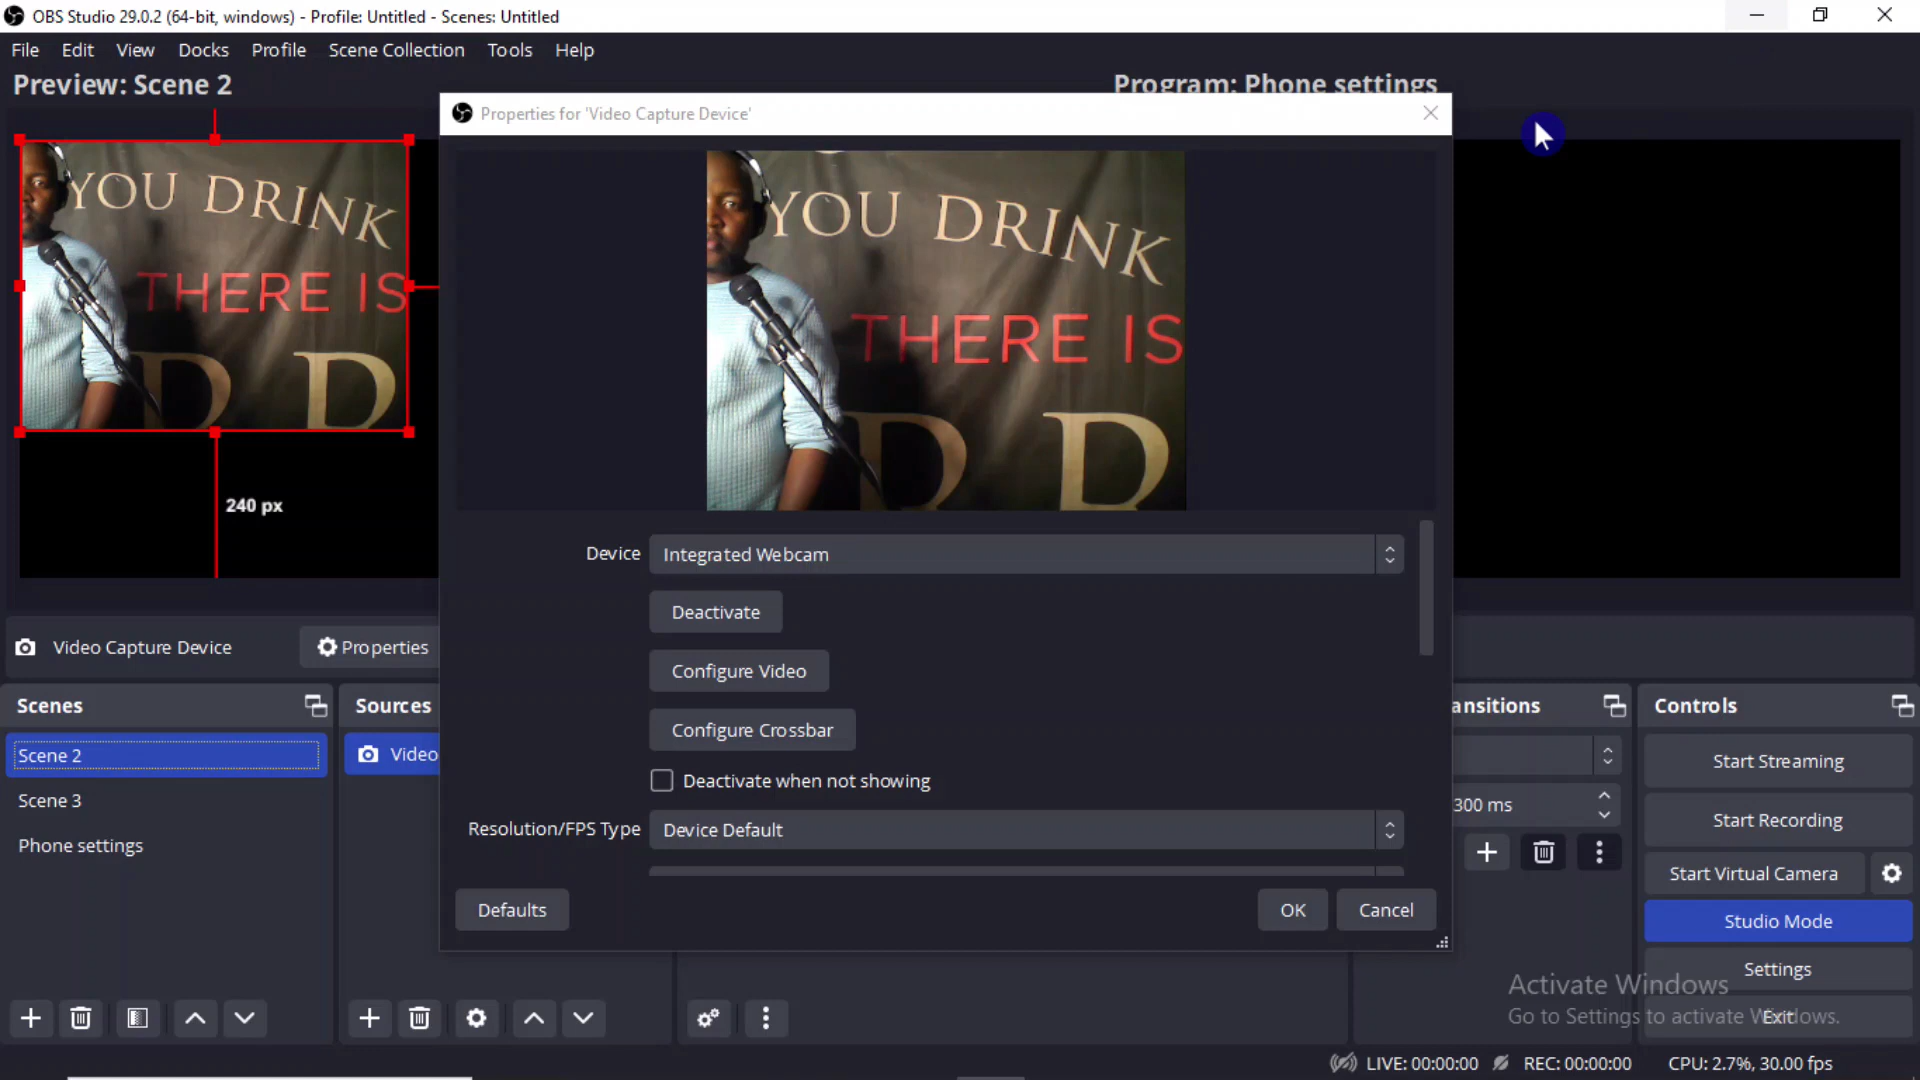 OBS Studio 29.0.2 (64-bit, windows) - Profile: Untitled - Scenes: Untitled
File Edit View Docks Profile Scene Collection Tools Help
Preview: Scene 2
Program: Phone settings
Properties for 'Video Capture Device'
YOU DRINK
THERE IS
240 px
YOU DRINK
THERE IS
Device Integrated Webcam
Deactivate
Configure Video
Configure Crossbar
Deactivate when not showing
Resolution/FPS Type Device Default
Defaults OK Cancel
Video Capture Device Properties
Scenes
Scene 2
Scene 3
Phone settings
Sources
Video
ansitions
300 ms
Controls
Start Streaming
Start Recording
Start Virtual Camera
Studio Mode
Settings
Exit
Activate Windows
Go to Settings to activate Windows.
LIVE: 00:00:00 REC: 00:00:00 CPU: 2.7%, 30.00 fps